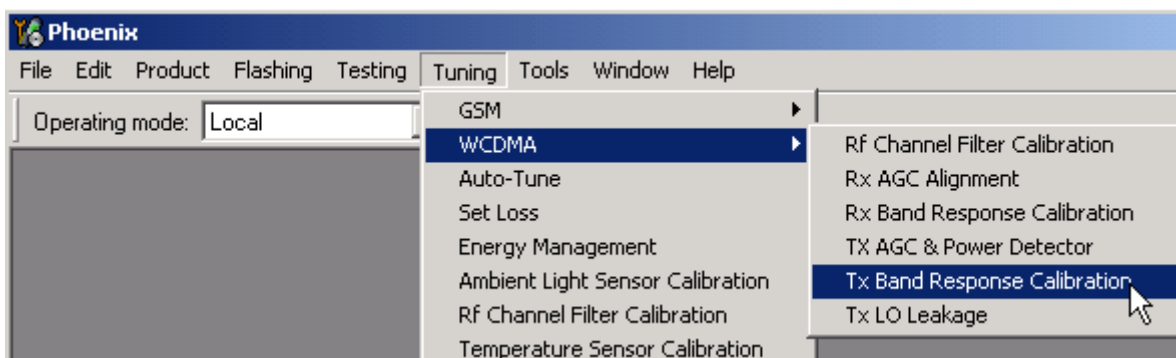 Phoenix
File Edit Product Flashing Testing Tuning Tools Window Help
Operating mode: Local
GSM
WCDMA
Auto-Tune
Set Loss
Energy Management
Ambient Light Sensor Calibration
Rf Channel Filter Calibration
Temperature Sensor Calibration
Rf Channel Filter Calibration
Rx AGC Alignment
Rx Band Response Calibration
TX AGC & Power Detector
Tx Band Response Calibration
Tx LO Leakage